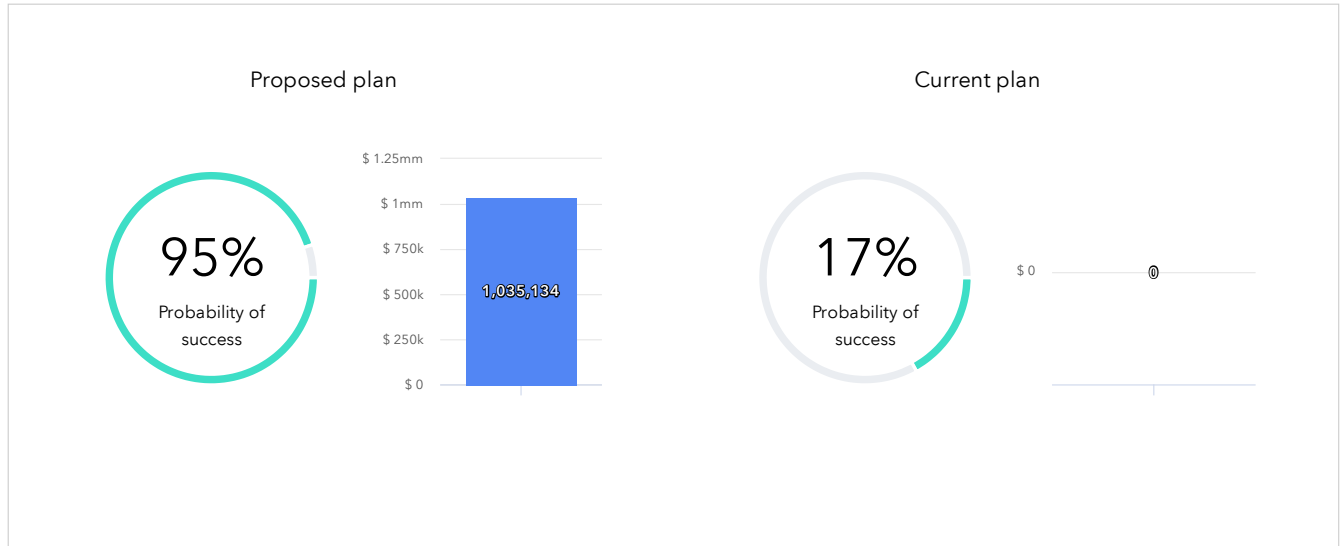 Proposed plan
95%
Probability of
success
$ 1.25mm
$ 1mm
$ 750k
$ 500k
$ 250k
$ 0
1,035,134
Current plan
17%
Probability of
success
$ 0
0